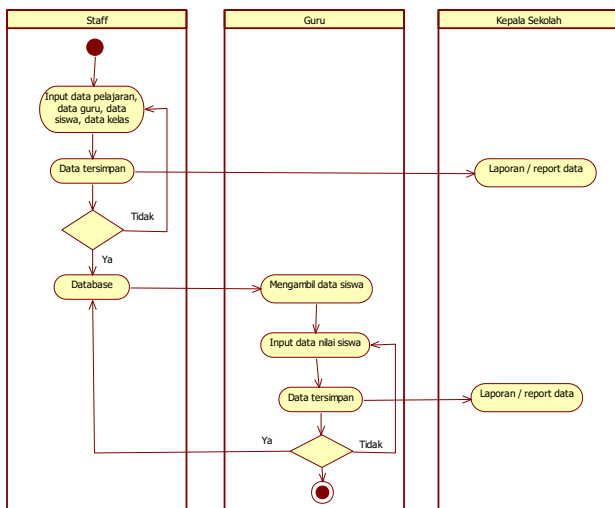 Staff
Guru
Kepala Sekolah
Input data pelajaran,
data guru, data
siswa, data kelas
Data tersimpan
Laporan / report data
Tidak
Ya
Database
Mengambil data siswa
Input data nilai siswa
Data tersimpan
Laporan / report data
Ya
Tidak